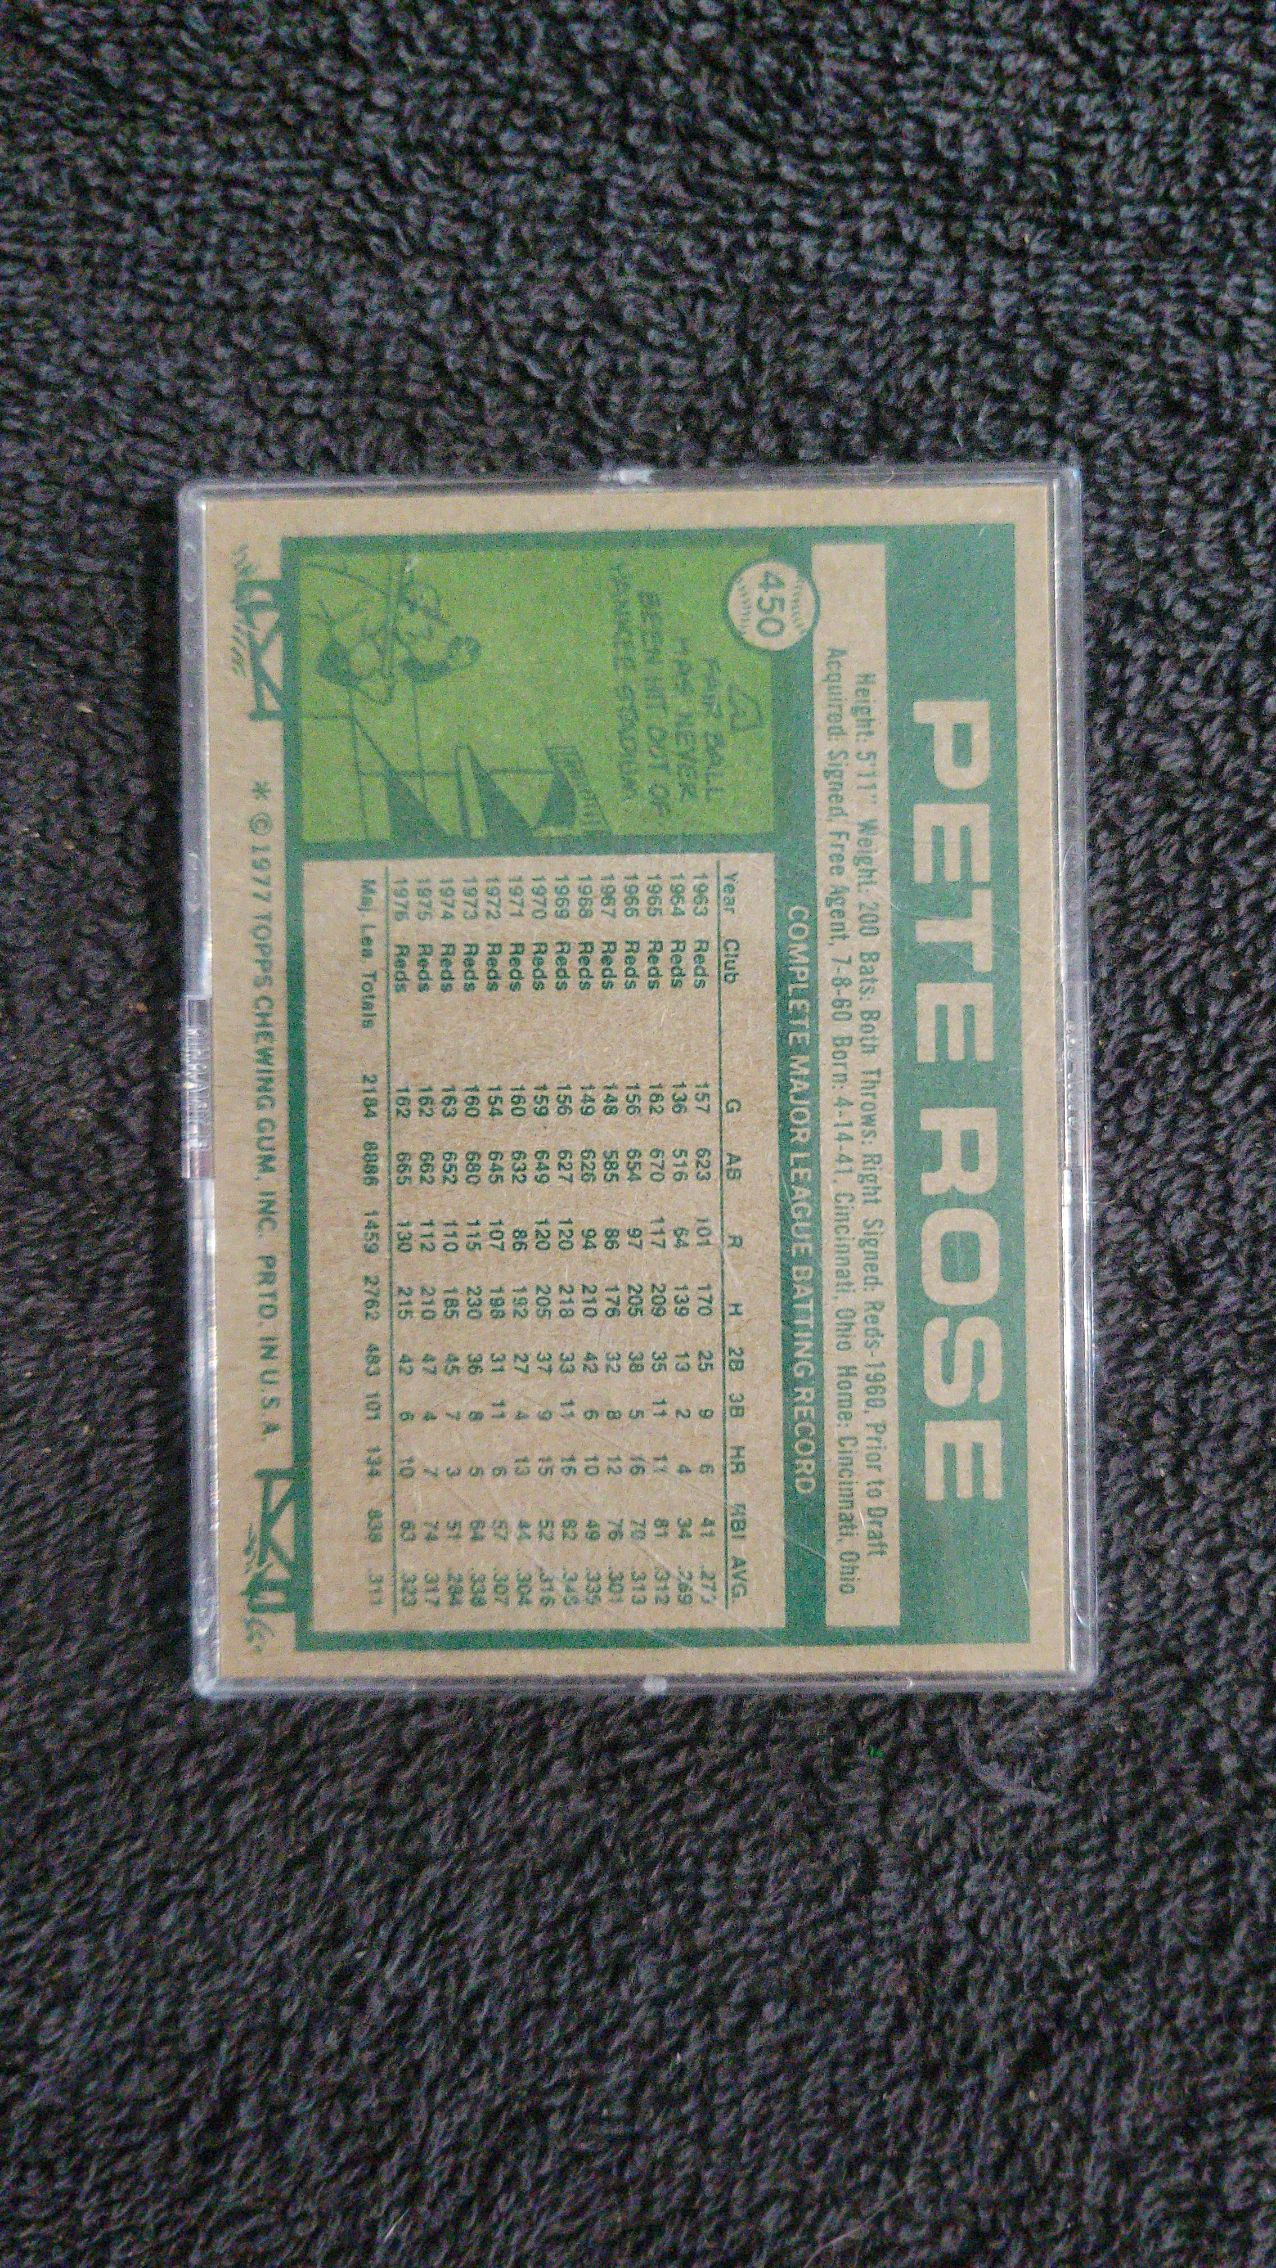 PETE ROSE
Height: 5'11" Weight: 200 Bats: Both Throws: Right Signed: Reds-1960, Prior to Draft
Acquired: Signed, Free Agent, 7-8-60 Born: 4-14-41, Cincinnati, Ohio Home: Cincinnati, Ohio
450
COMPLETE MAJOR LEAGUE BATTING RECORD
A
FAIR BALL
HAS NEVER
BEEN HIT OUT OF
YANKEE STADIUM
Year Club G AB R H 2B 3B HR RBI AVG.
1963 Reds 157 623 101 170 25 9 6 41 .273
1964 Reds 136 516 64 139 13 2 4 34 .269
1965 Reds 162 670 117 209 35 11 11 81 .312
1966 Reds 156 654 97 205 38 5 16 70 .313
1967 Reds 148 585 86 176 32 8 12 76 .301
1968 Reds 149 626 94 210 42 6 10 49 .335
1969 Reds 156 627 120 218 33 11 16 82 .348
1970 Reds 159 649 120 205 37 9 15 52 .316
1971 Reds 160 632 86 192 27 4 13 44 .304
1972 Reds 154 645 107 198 31 11 6 57 .307
1973 Reds 160 680 115 230 36 8 5 64 .338
1974 Reds 163 652 110 185 45 7 3 51 .284
1975 Reds 162 662 112 210 47 4 7 74 .317
1976 Reds 162 665 130 215 42 6 10 63 .323
Maj. Lea. Totals 2184 8886 1459 2762 483 101 134 839 .311
* © 1977 TOPPS CHEWING GUM, INC. PRTD. IN U.S.A.